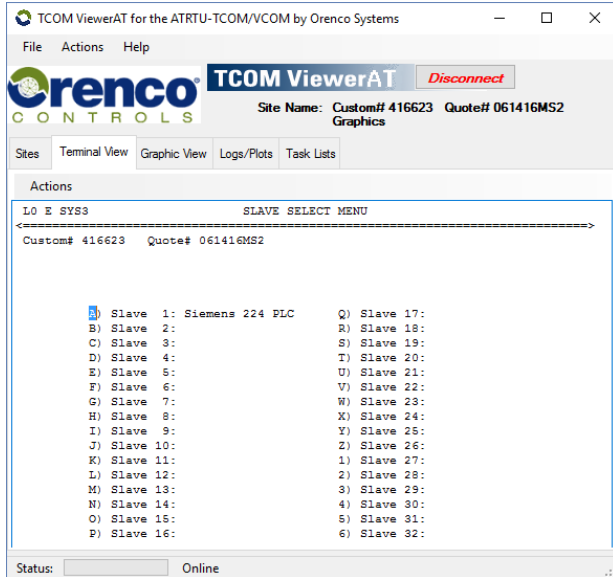 TCOM ViewerAT for the ATRTU-TCOM/VCOM by Orenco Systems
File Actions Help
Orenco
CONTROLS
TCOM ViewerAT
Disconnect
Site Name: Custom# 416623 Quote# 061416MS2
Graphics
Sites Terminal View Graphic View Logs/Plots Task Lists
Actions
L0 E SYS3 SLAVE SELECT MENU
<==============================================================================>
Custom# 416623 Quote# 061416MS2
A) Slave 1: Siemens 224 PLC Q) Slave 17:
B) Slave 2: R) Slave 18:
C) Slave 3: S) Slave 19:
D) Slave 4: T) Slave 20:
E) Slave 5: U) Slave 21:
F) Slave 6: V) Slave 22:
G) Slave 7: W) Slave 23:
H) Slave 8: X) Slave 24:
I) Slave 9: Y) Slave 25:
J) Slave 10: Z) Slave 26:
K) Slave 11: 1) Slave 27:
L) Slave 12: 2) Slave 28:
M) Slave 13: 3) Slave 29:
N) Slave 14: 4) Slave 30:
O) Slave 15: 5) Slave 31:
P) Slave 16: 6) Slave 32:
Status: Online